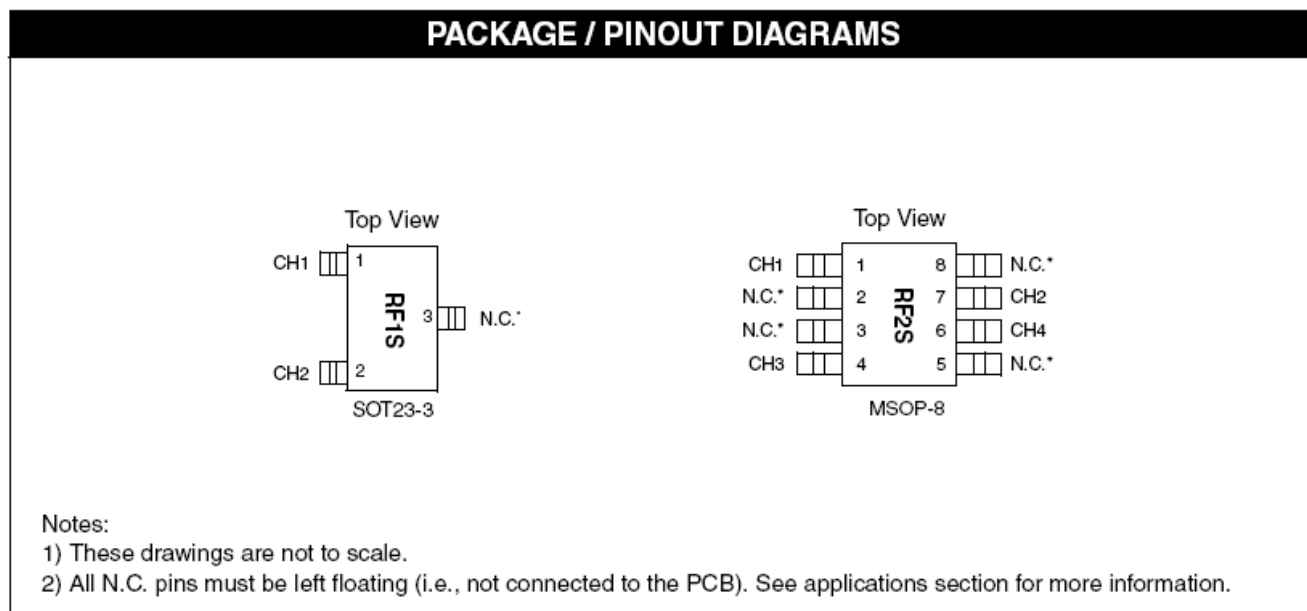 PACKAGE / PINOUT DIAGRAMS
Top View
CH1 1
RF1S
3 N.C.*
CH2 2
SOT23-3
Top View
CH1 1 8 N.C.*
N.C.* 2 7 CH2
RF2S
N.C.* 3 6 CH4
CH3 4 5 N.C.*
MSOP-8
Notes:
1) These drawings are not to scale.
2) All N.C. pins must be left floating (i.e., not connected to the PCB). See applications section for more information.